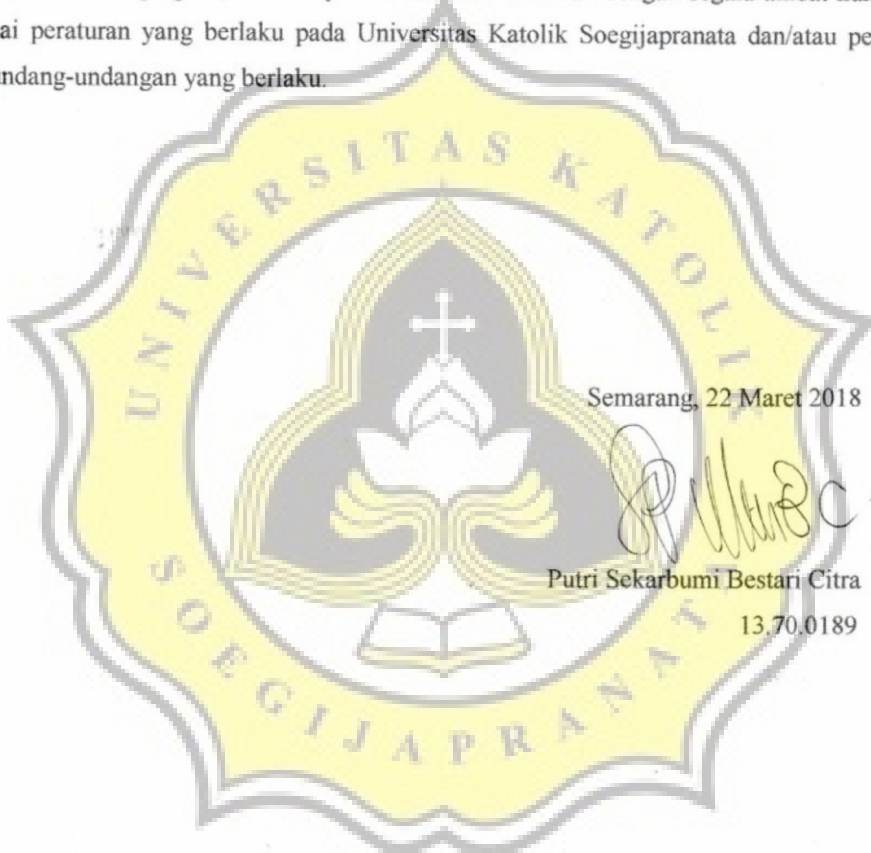 ai peraturan yang berlaku pada Universitas Katolik Soegijapranata dan/atau pe
ndang-undangan yang berlaku.
UNIVERSITAS KATOLIK
Semarang, 22 Maret 2018
Putri Sekarbumi Bestari Citra
13.70.0189
SOEGIJAPRANATA